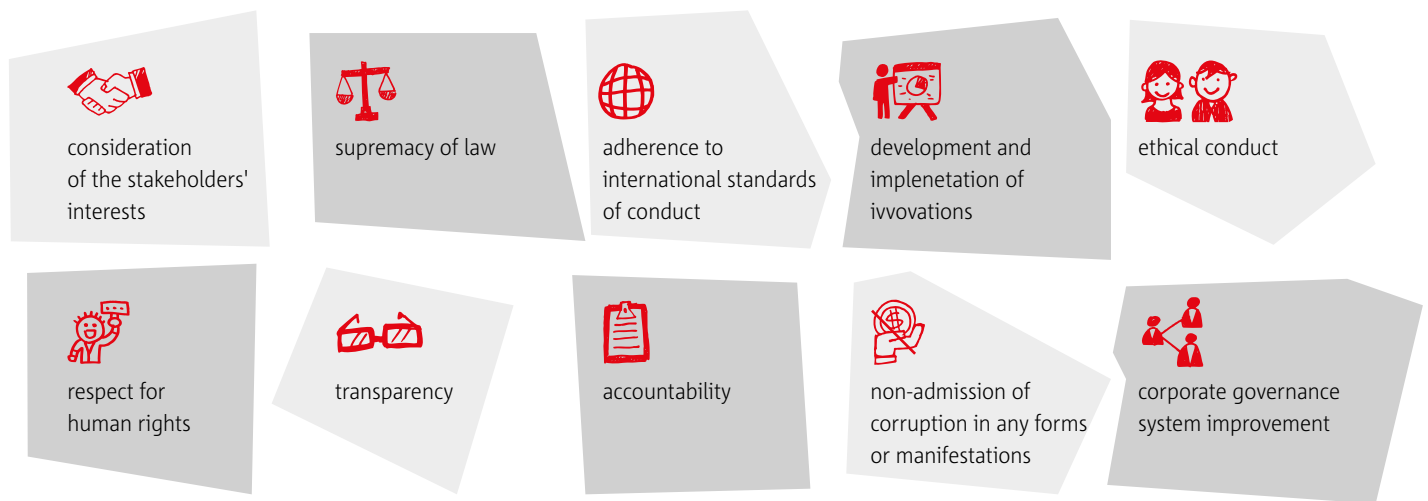 consideration
of the stakeholders'
interests
supremacy of law
adherence to
international standards
of conduct
development and
implenetation of
ivvovations
ethical conduct
respect for
human rights
transparency
accountability
non-admission of
corruption in any forms
or manifestations
corporate governance
system improvement